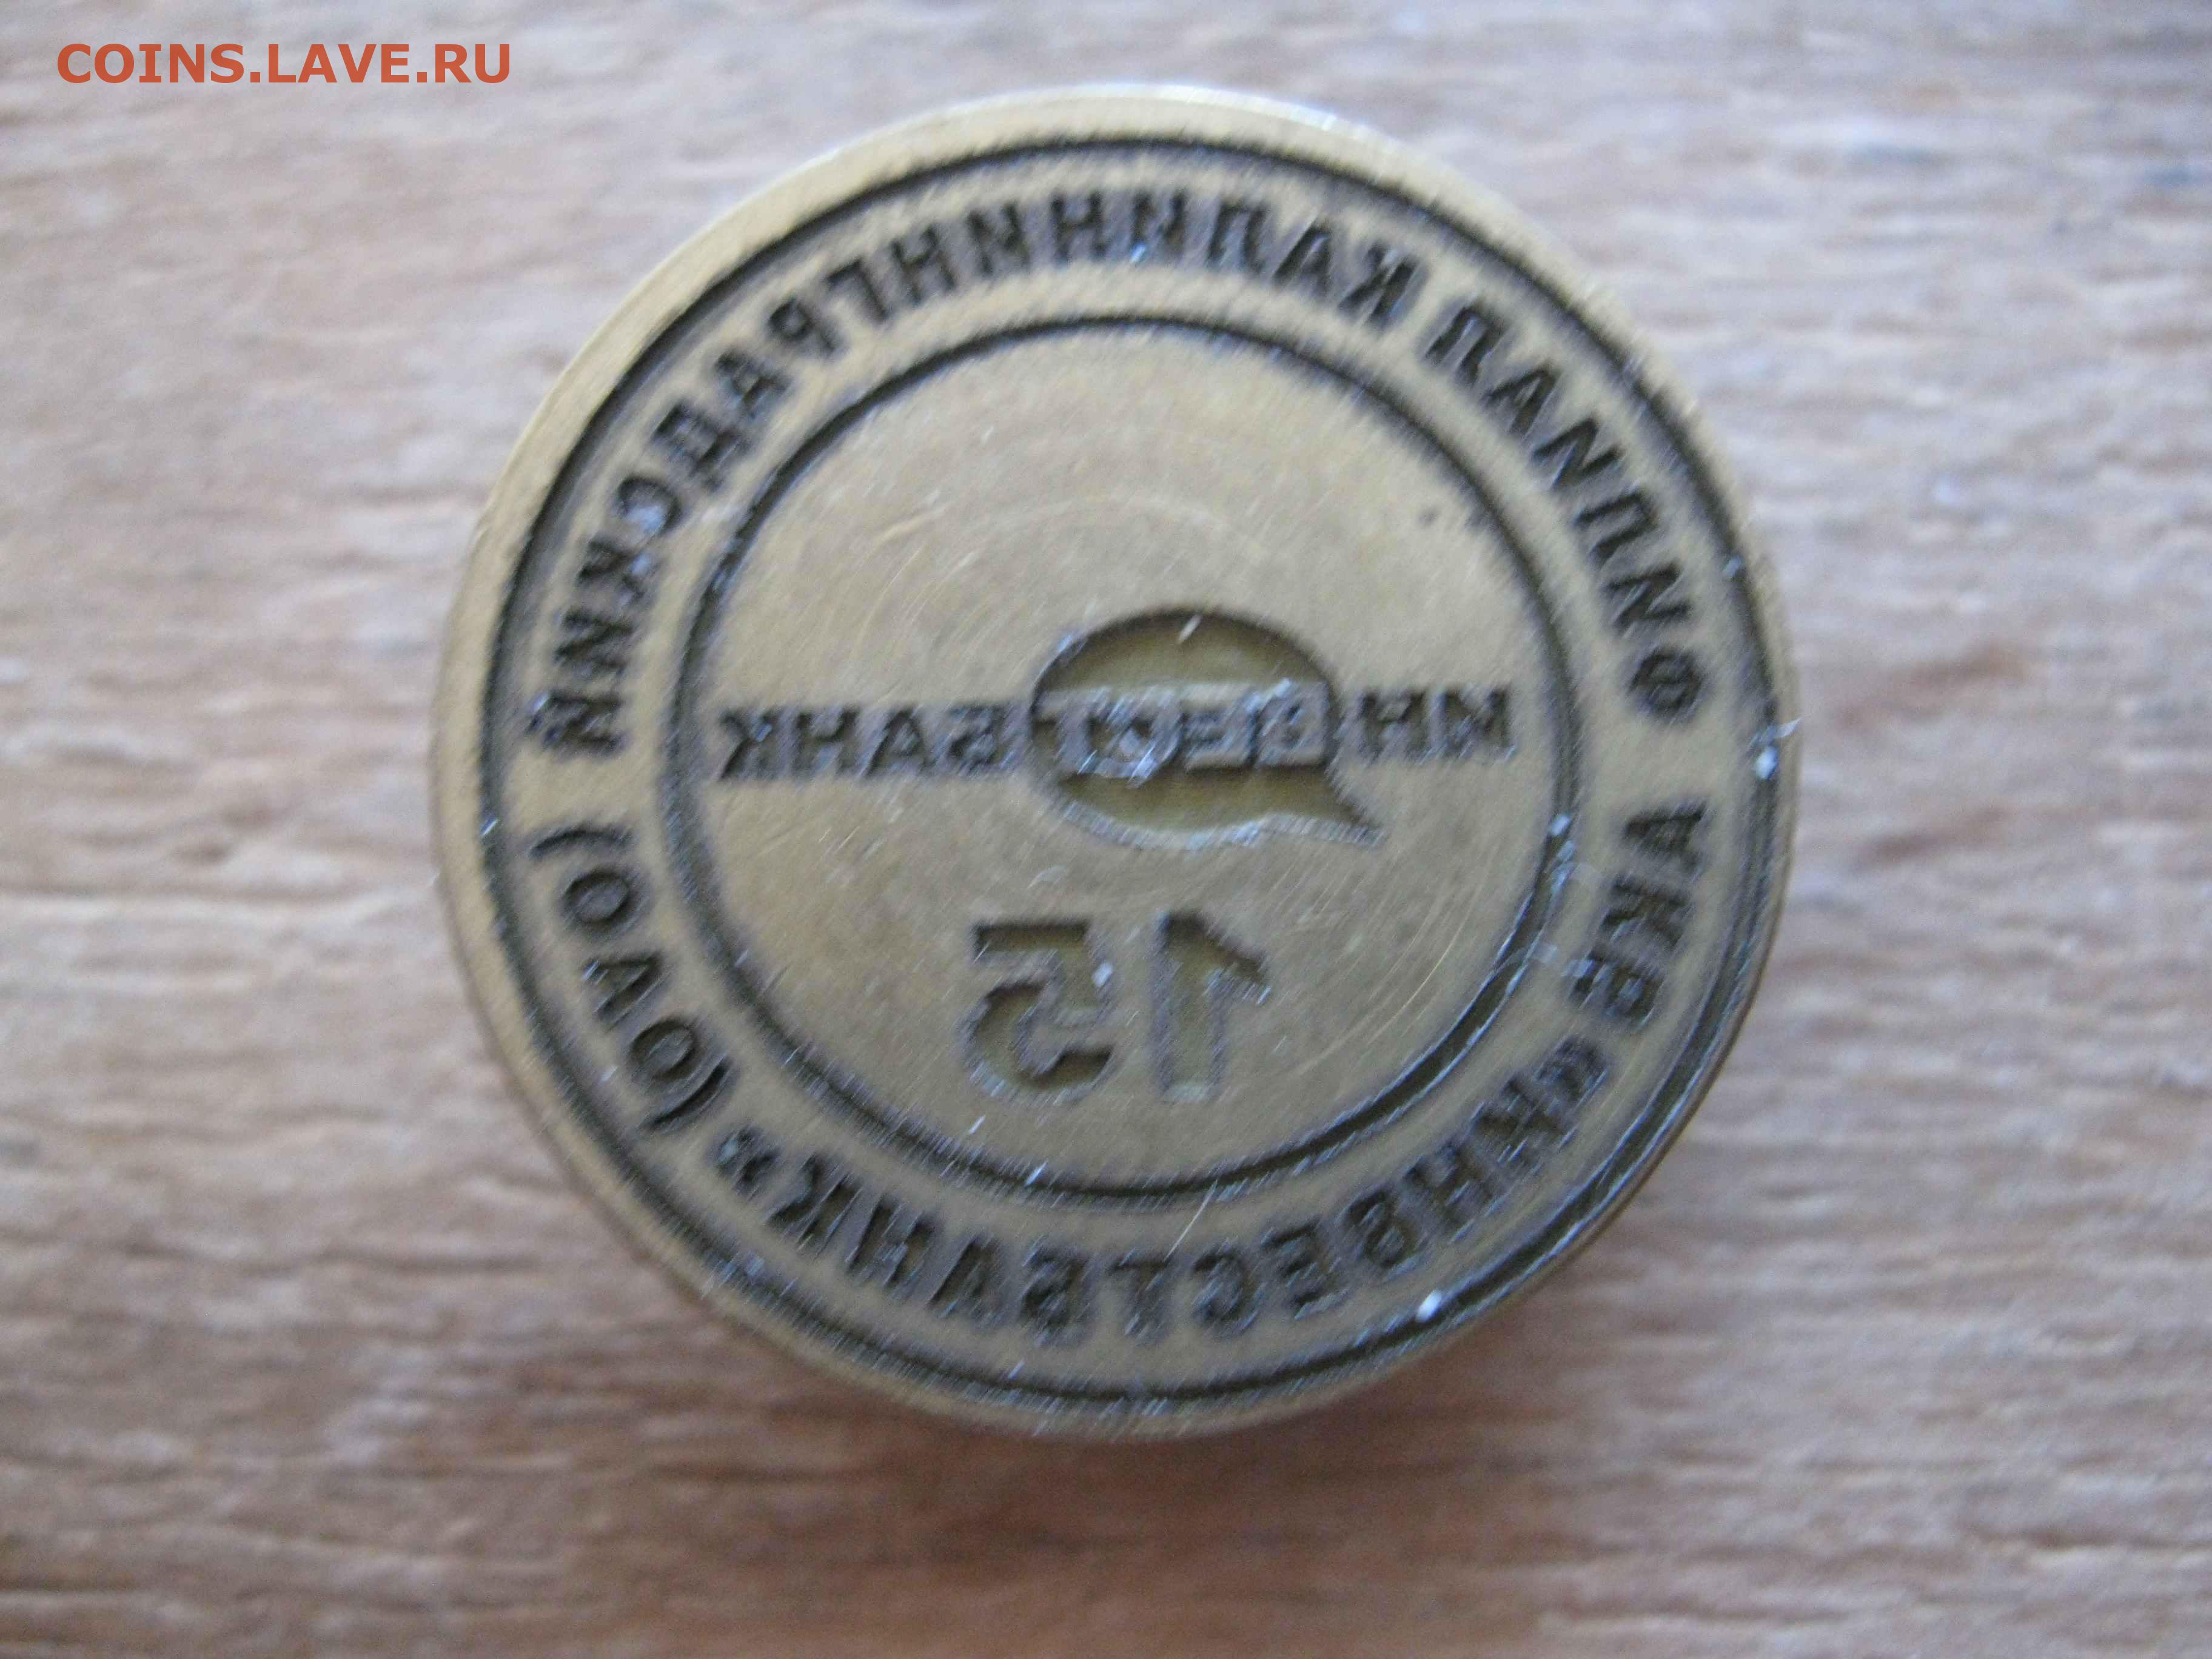 COINS.LAVE.RU
ФИЛИАЛ КАЛИНИНГРАДСКИЙ
АКБ «ИНВЕСТБАНК» (ОАО)
ИНВЕСТБАНК
15